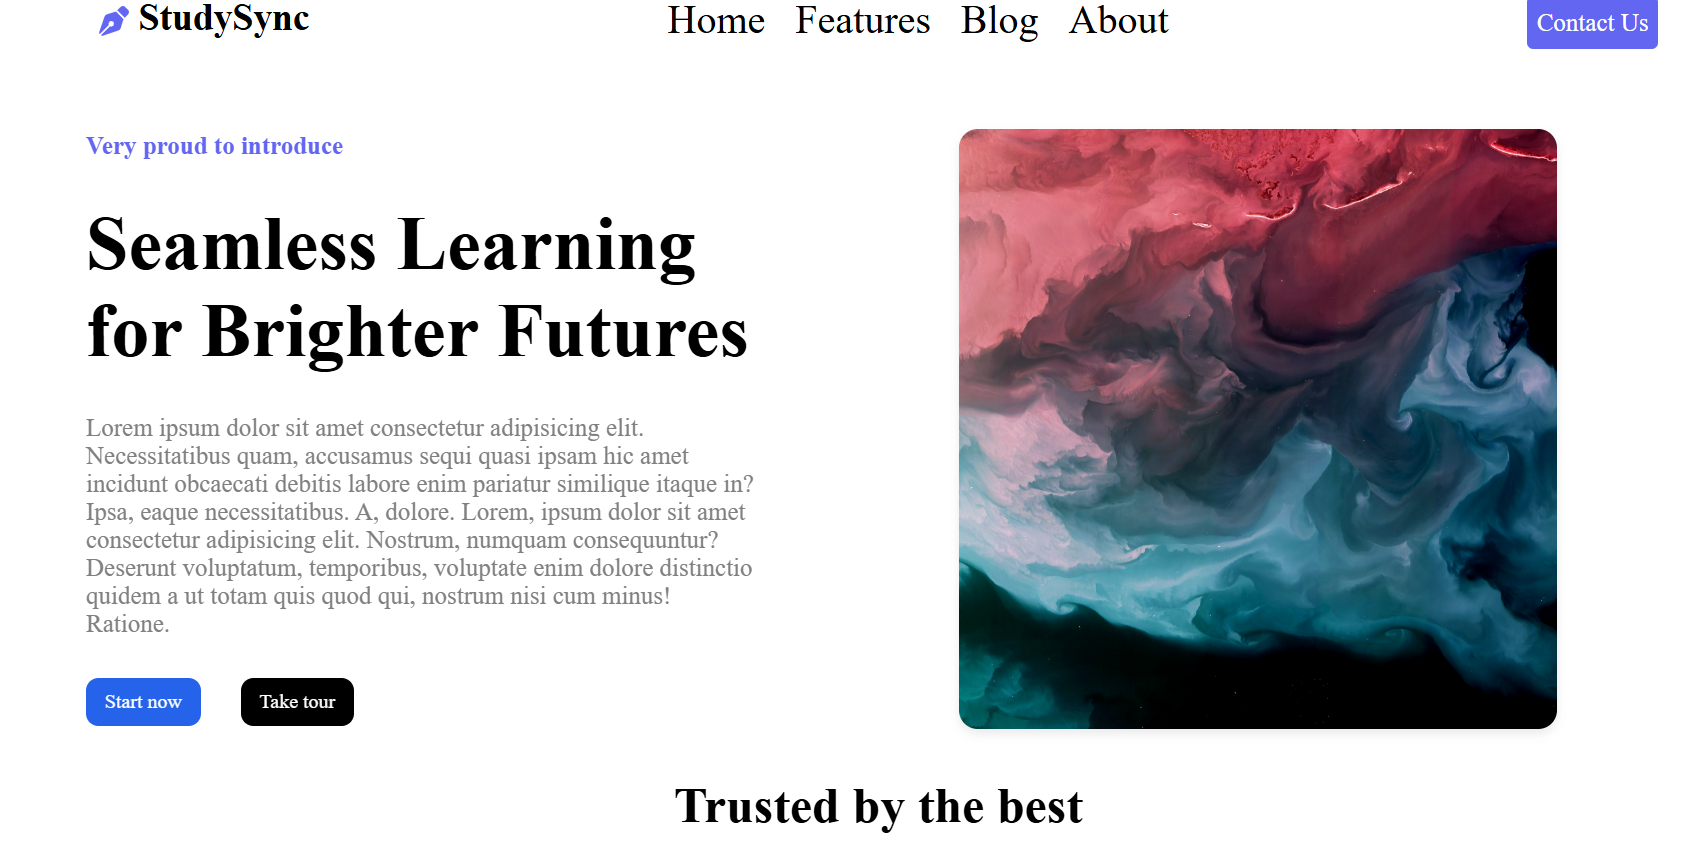 StudySync
Home Features Blog About
Contact Us
Very proud to introduce
Seamless Learning
for Brighter Futures
Lorem ipsum dolor sit amet consectetur adipisicing elit.
Necessitatibus quam, accusamus sequi quasi ipsam hic amet
incidunt obcaecati debitis labore enim pariatur similique itaque in?
Ipsa, eaque necessitatibus. A, dolore. Lorem, ipsum dolor sit amet
consectetur adipisicing elit. Nostrum, numquam consequuntur?
Deserunt voluptatum, temporibus, voluptate enim dolore distinctio
quidem a ut totam quis quod qui, nostrum nisi cum minus!
Ratione.
Start now
Take tour
Trusted by the best